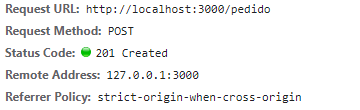 Request URL: http://localhost:3000/pedido
Request Method: POST
Status Code: 201 Created
Remote Address: 127.0.0.1:3000
Referrer Policy: strict-origin-when-cross-origin